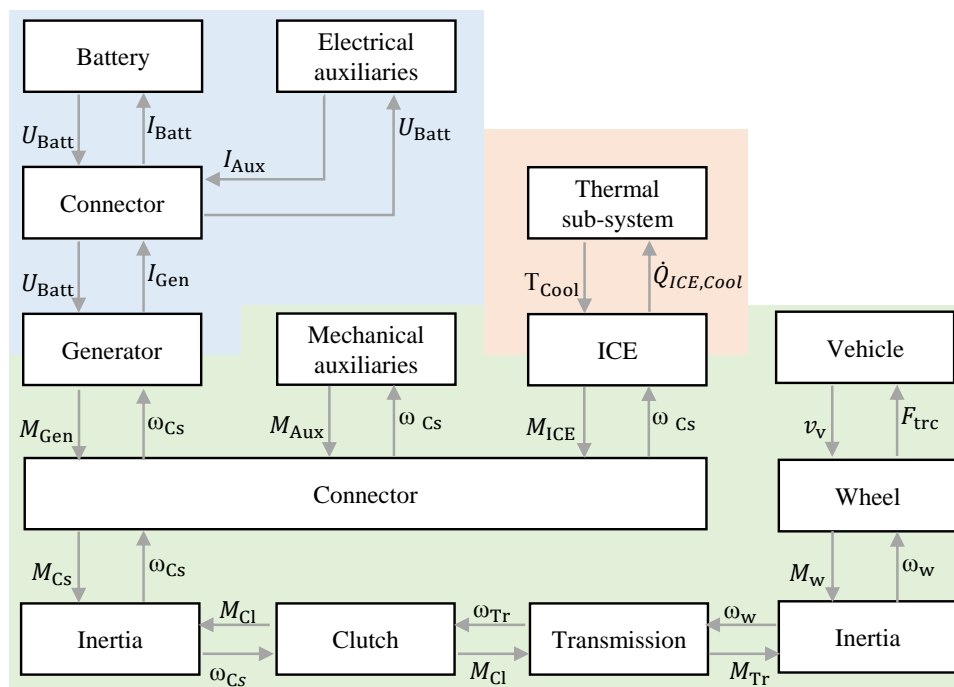 Battery
Electrical
auxiliaries
U_Batt
I_Batt
U_Batt
I_Aux
Connector
Thermal
sub-system
U_Batt
I_Gen
T_Cool
Q̇_ICE,Cool
Generator
Mechanical
auxiliaries
ICE
Vehicle
M_Gen
ω_Cs
M_Aux
ω_Cs
M_ICE
ω_Cs
v_v
F_trc
Connector
Wheel
M_Cs
ω_Cs
M_w
ω_w
M_Cl
ω_Tr
ω_w
Inertia
Clutch
Transmission
Inertia
ω_Cs
M_Cl
M_Tr